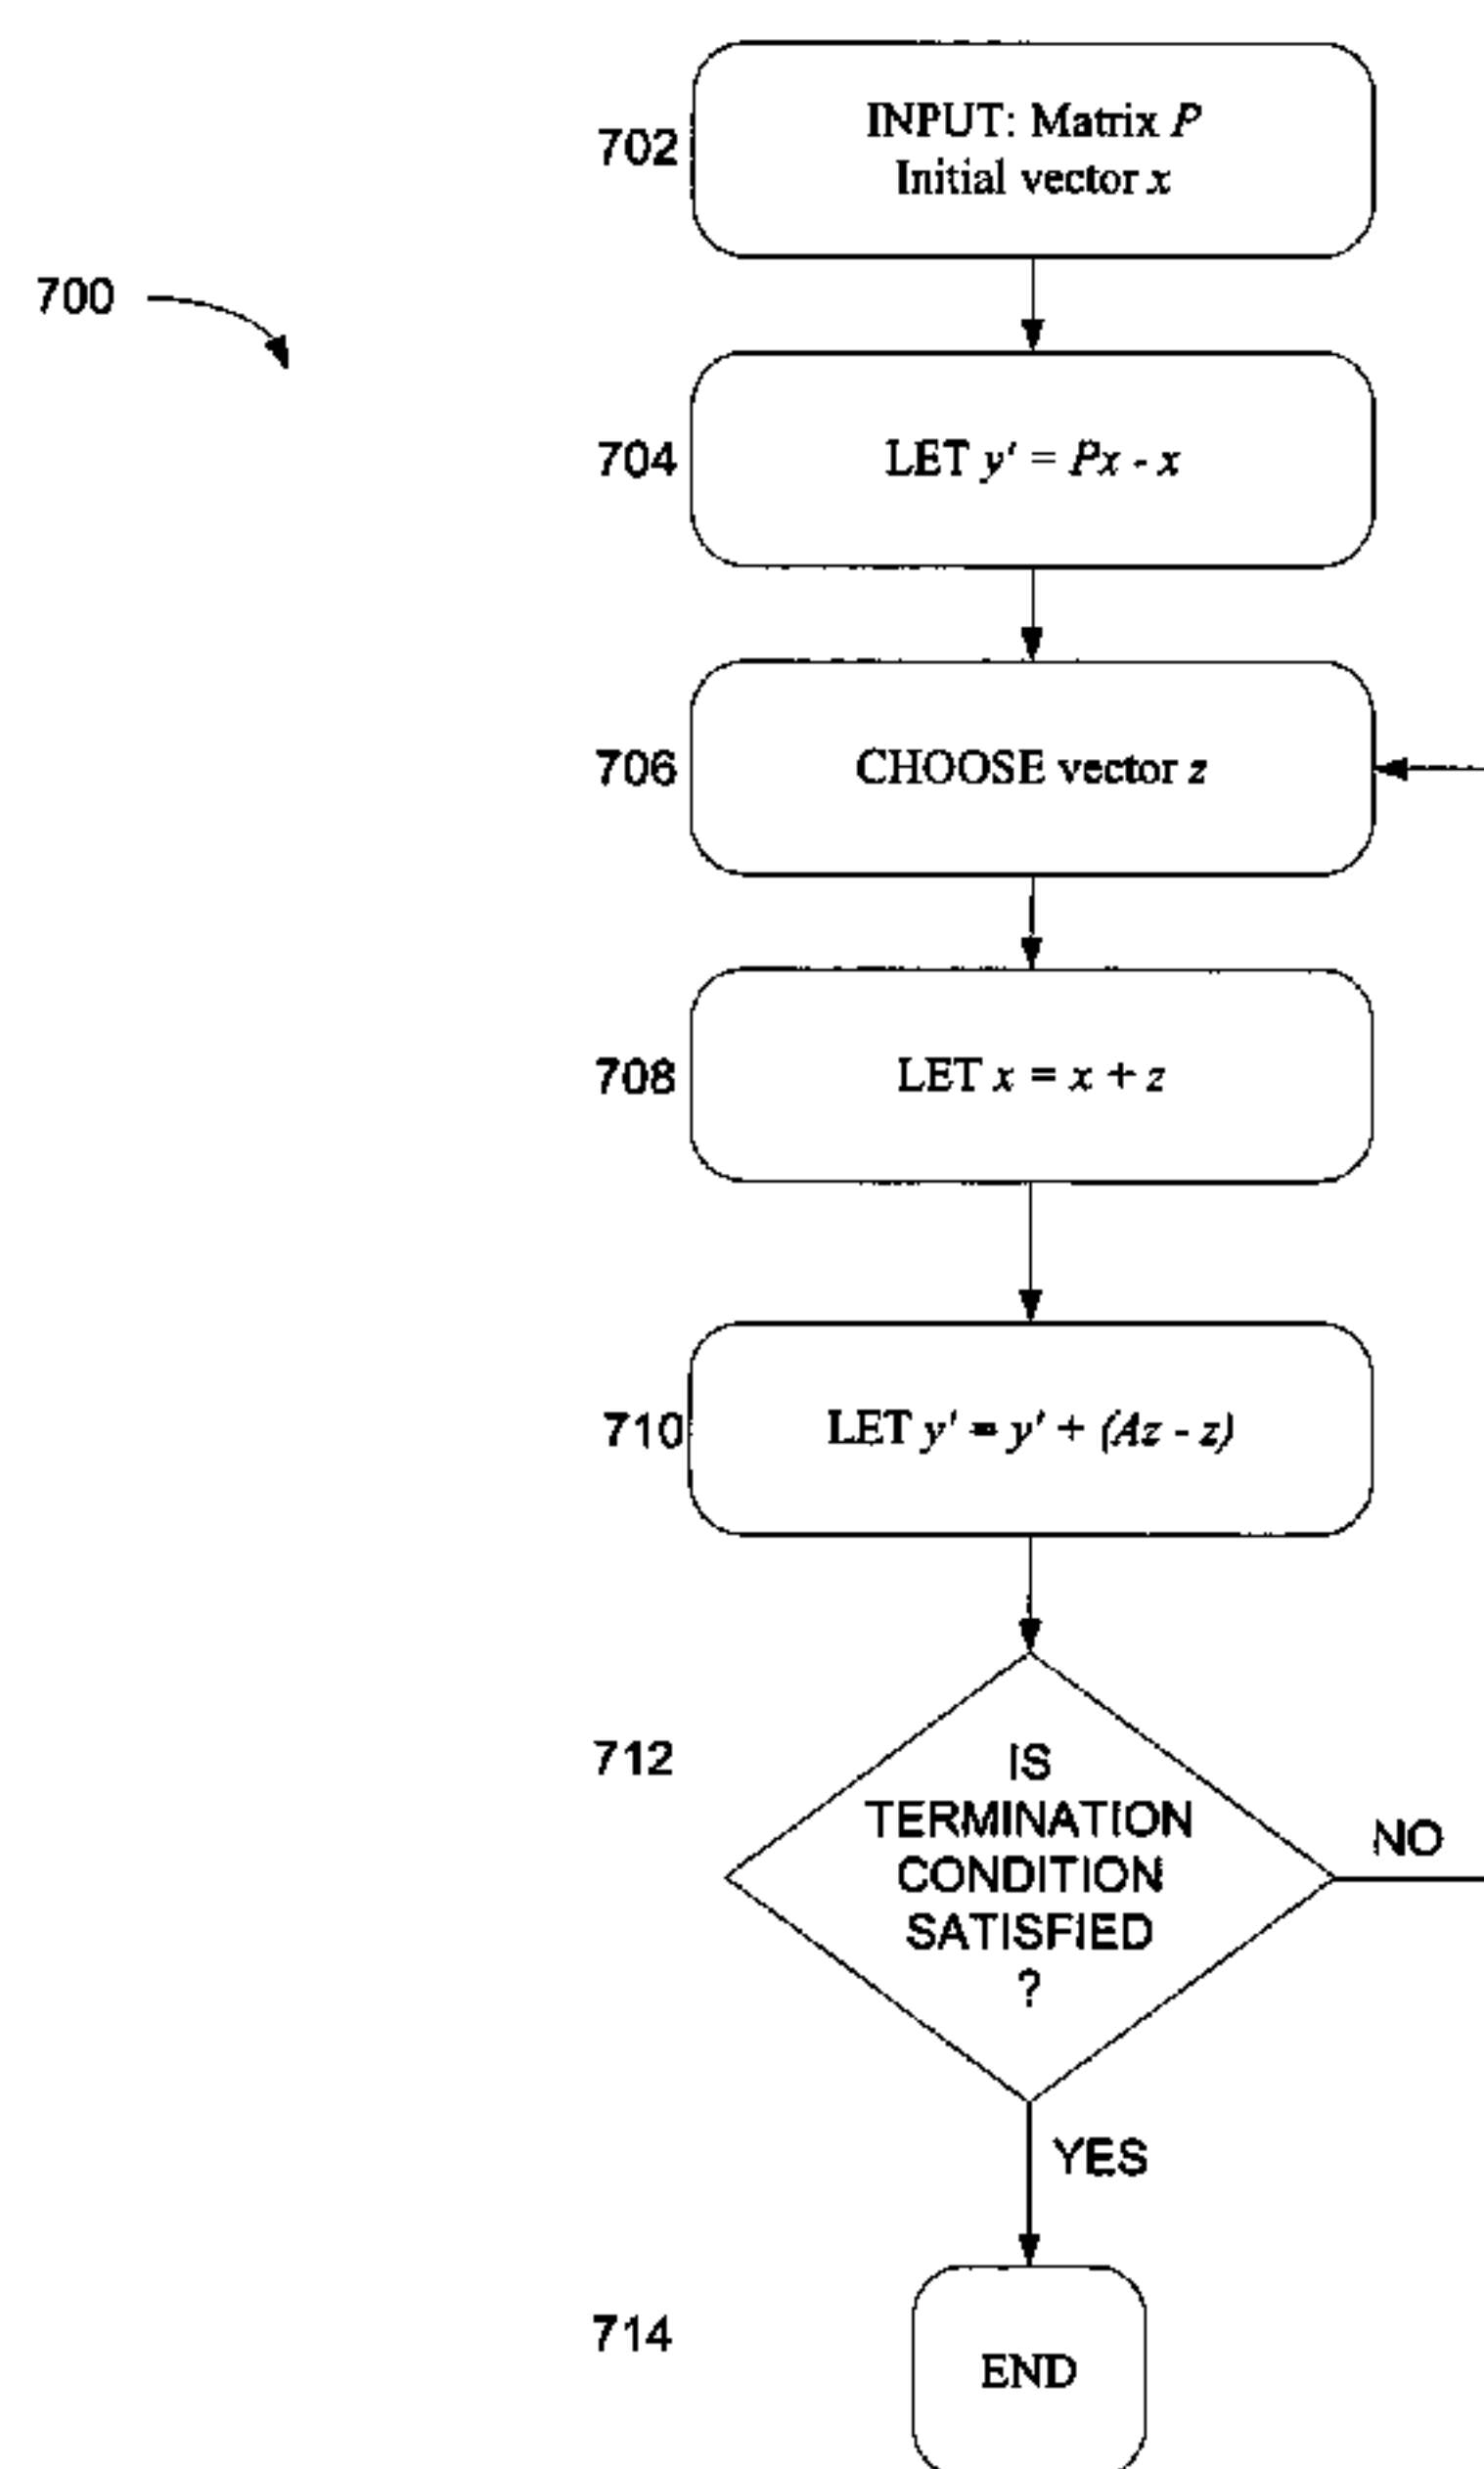 702
INPUT: Matrix P
Initial vector x
700
704
LET y' = Px - x
706
CHOOSE vector z
708
LET x = x + z
710
LET y' = y' + (Az - z)
712
IS
TERMINATION
CONDITION
SATISFIED
?
NO
YES
714
END